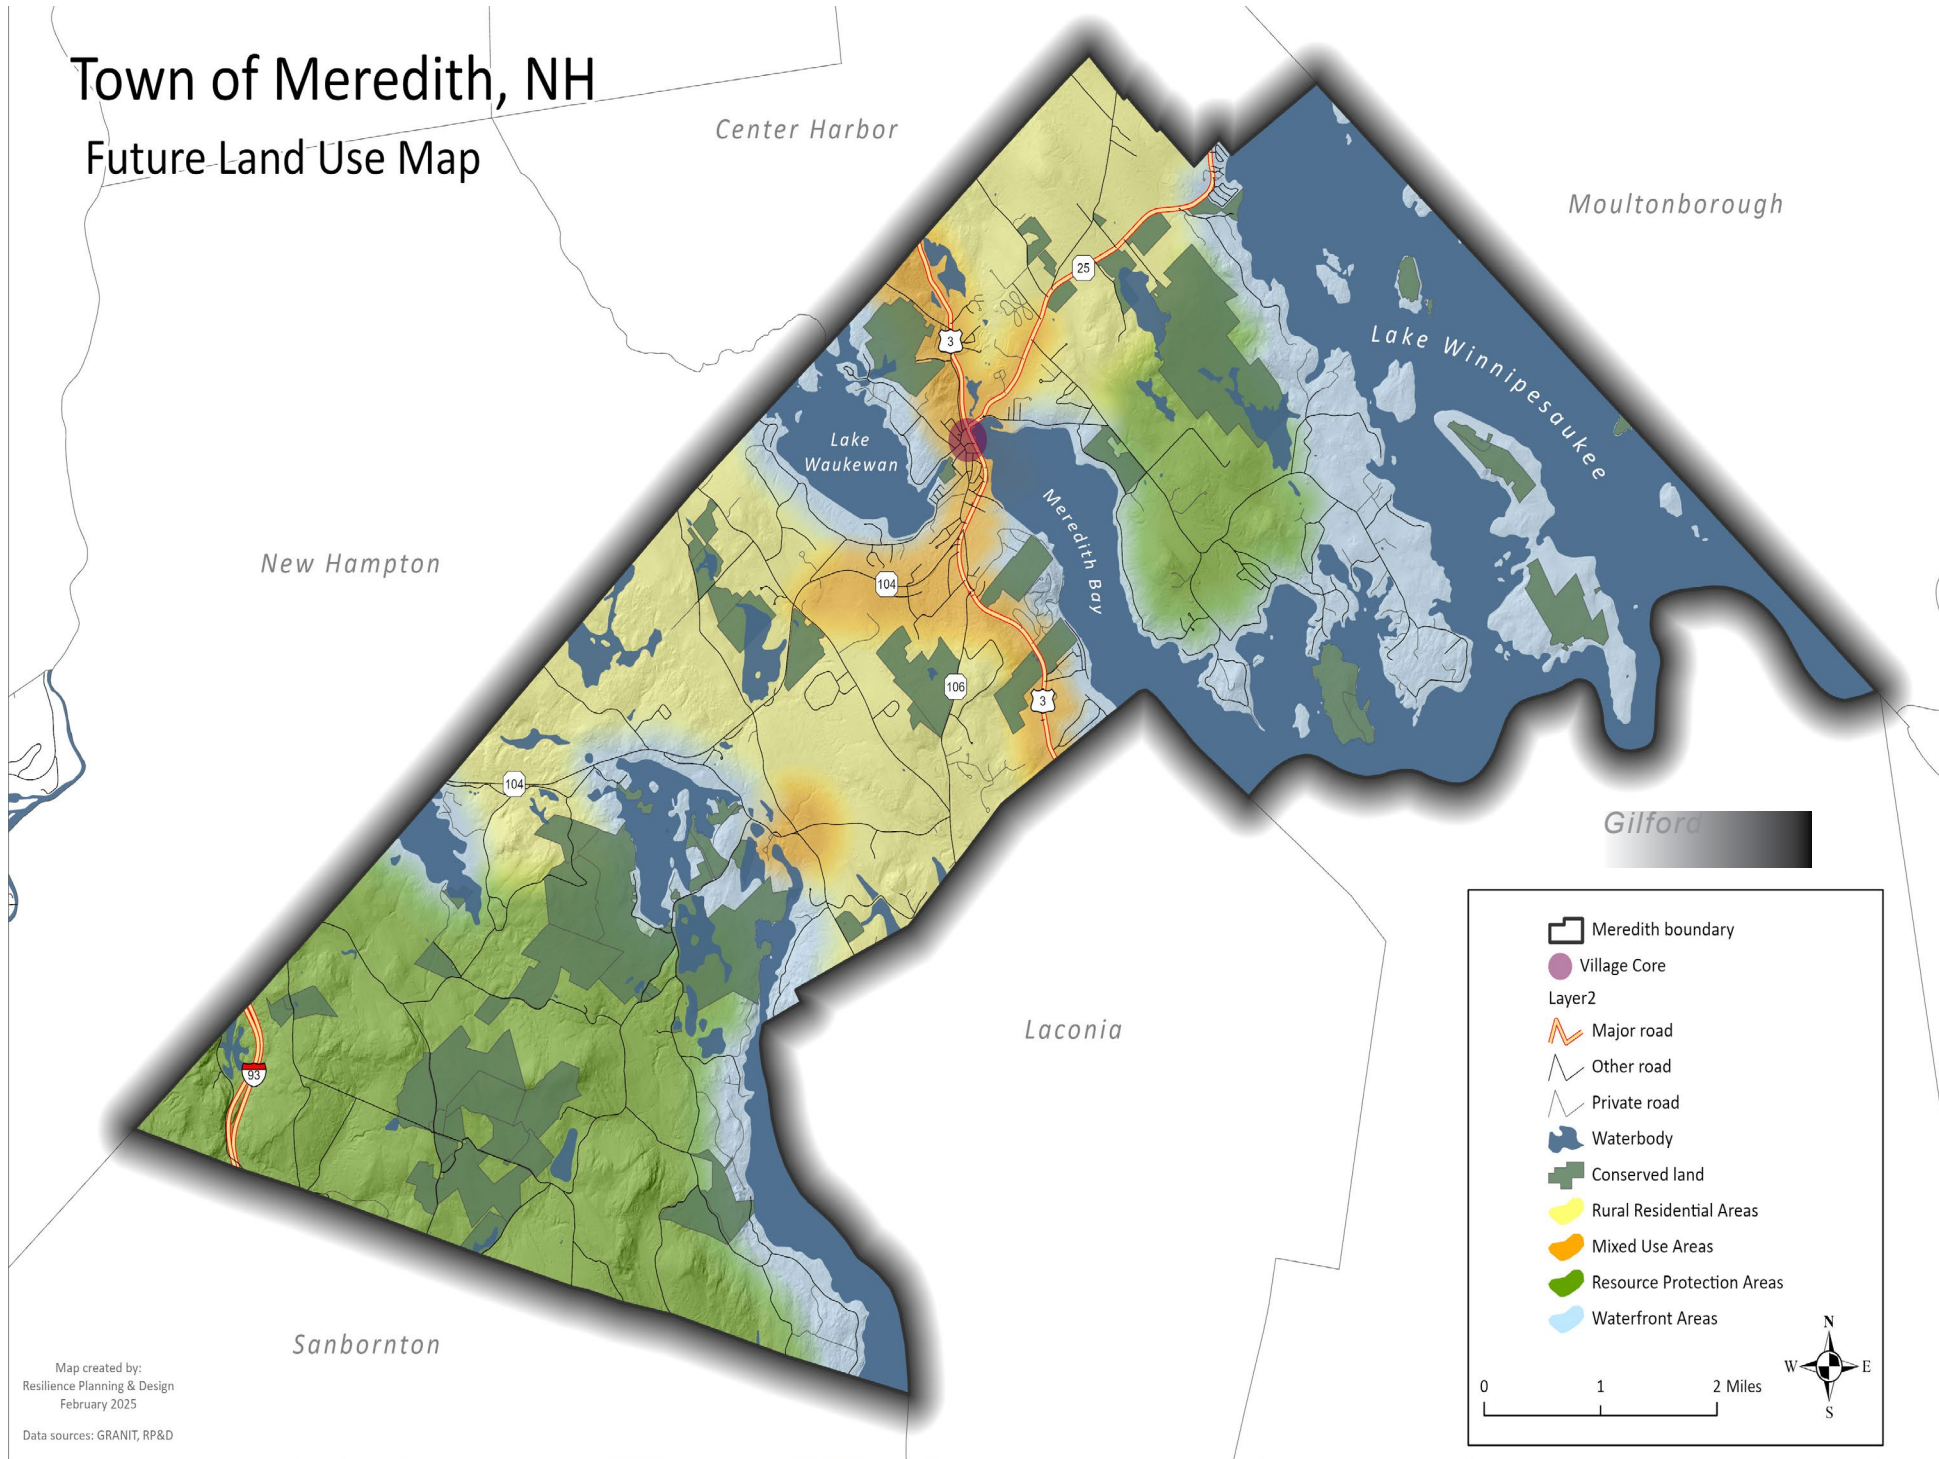 Town of Meredith, NH
Future Land Use Map
Center Harbor
Moultonborough
25
3
Lake Winnipesaukee
Lake
Waukewan
Meredith Bay
New Hampton
104
106
3
104
Gilford
93
Laconia
Sanbornton
Meredith boundary
Village Core
Layer2
Major road
Other road
Private road
Waterbody
Conserved land
Rural Residential Areas
Mixed Use Areas
Resource Protection Areas
Waterfront Areas
N
W E
S
0 1 2 Miles
Map created by:
Resilience Planning & Design
February 2025
Data sources: GRANIT, RP&D